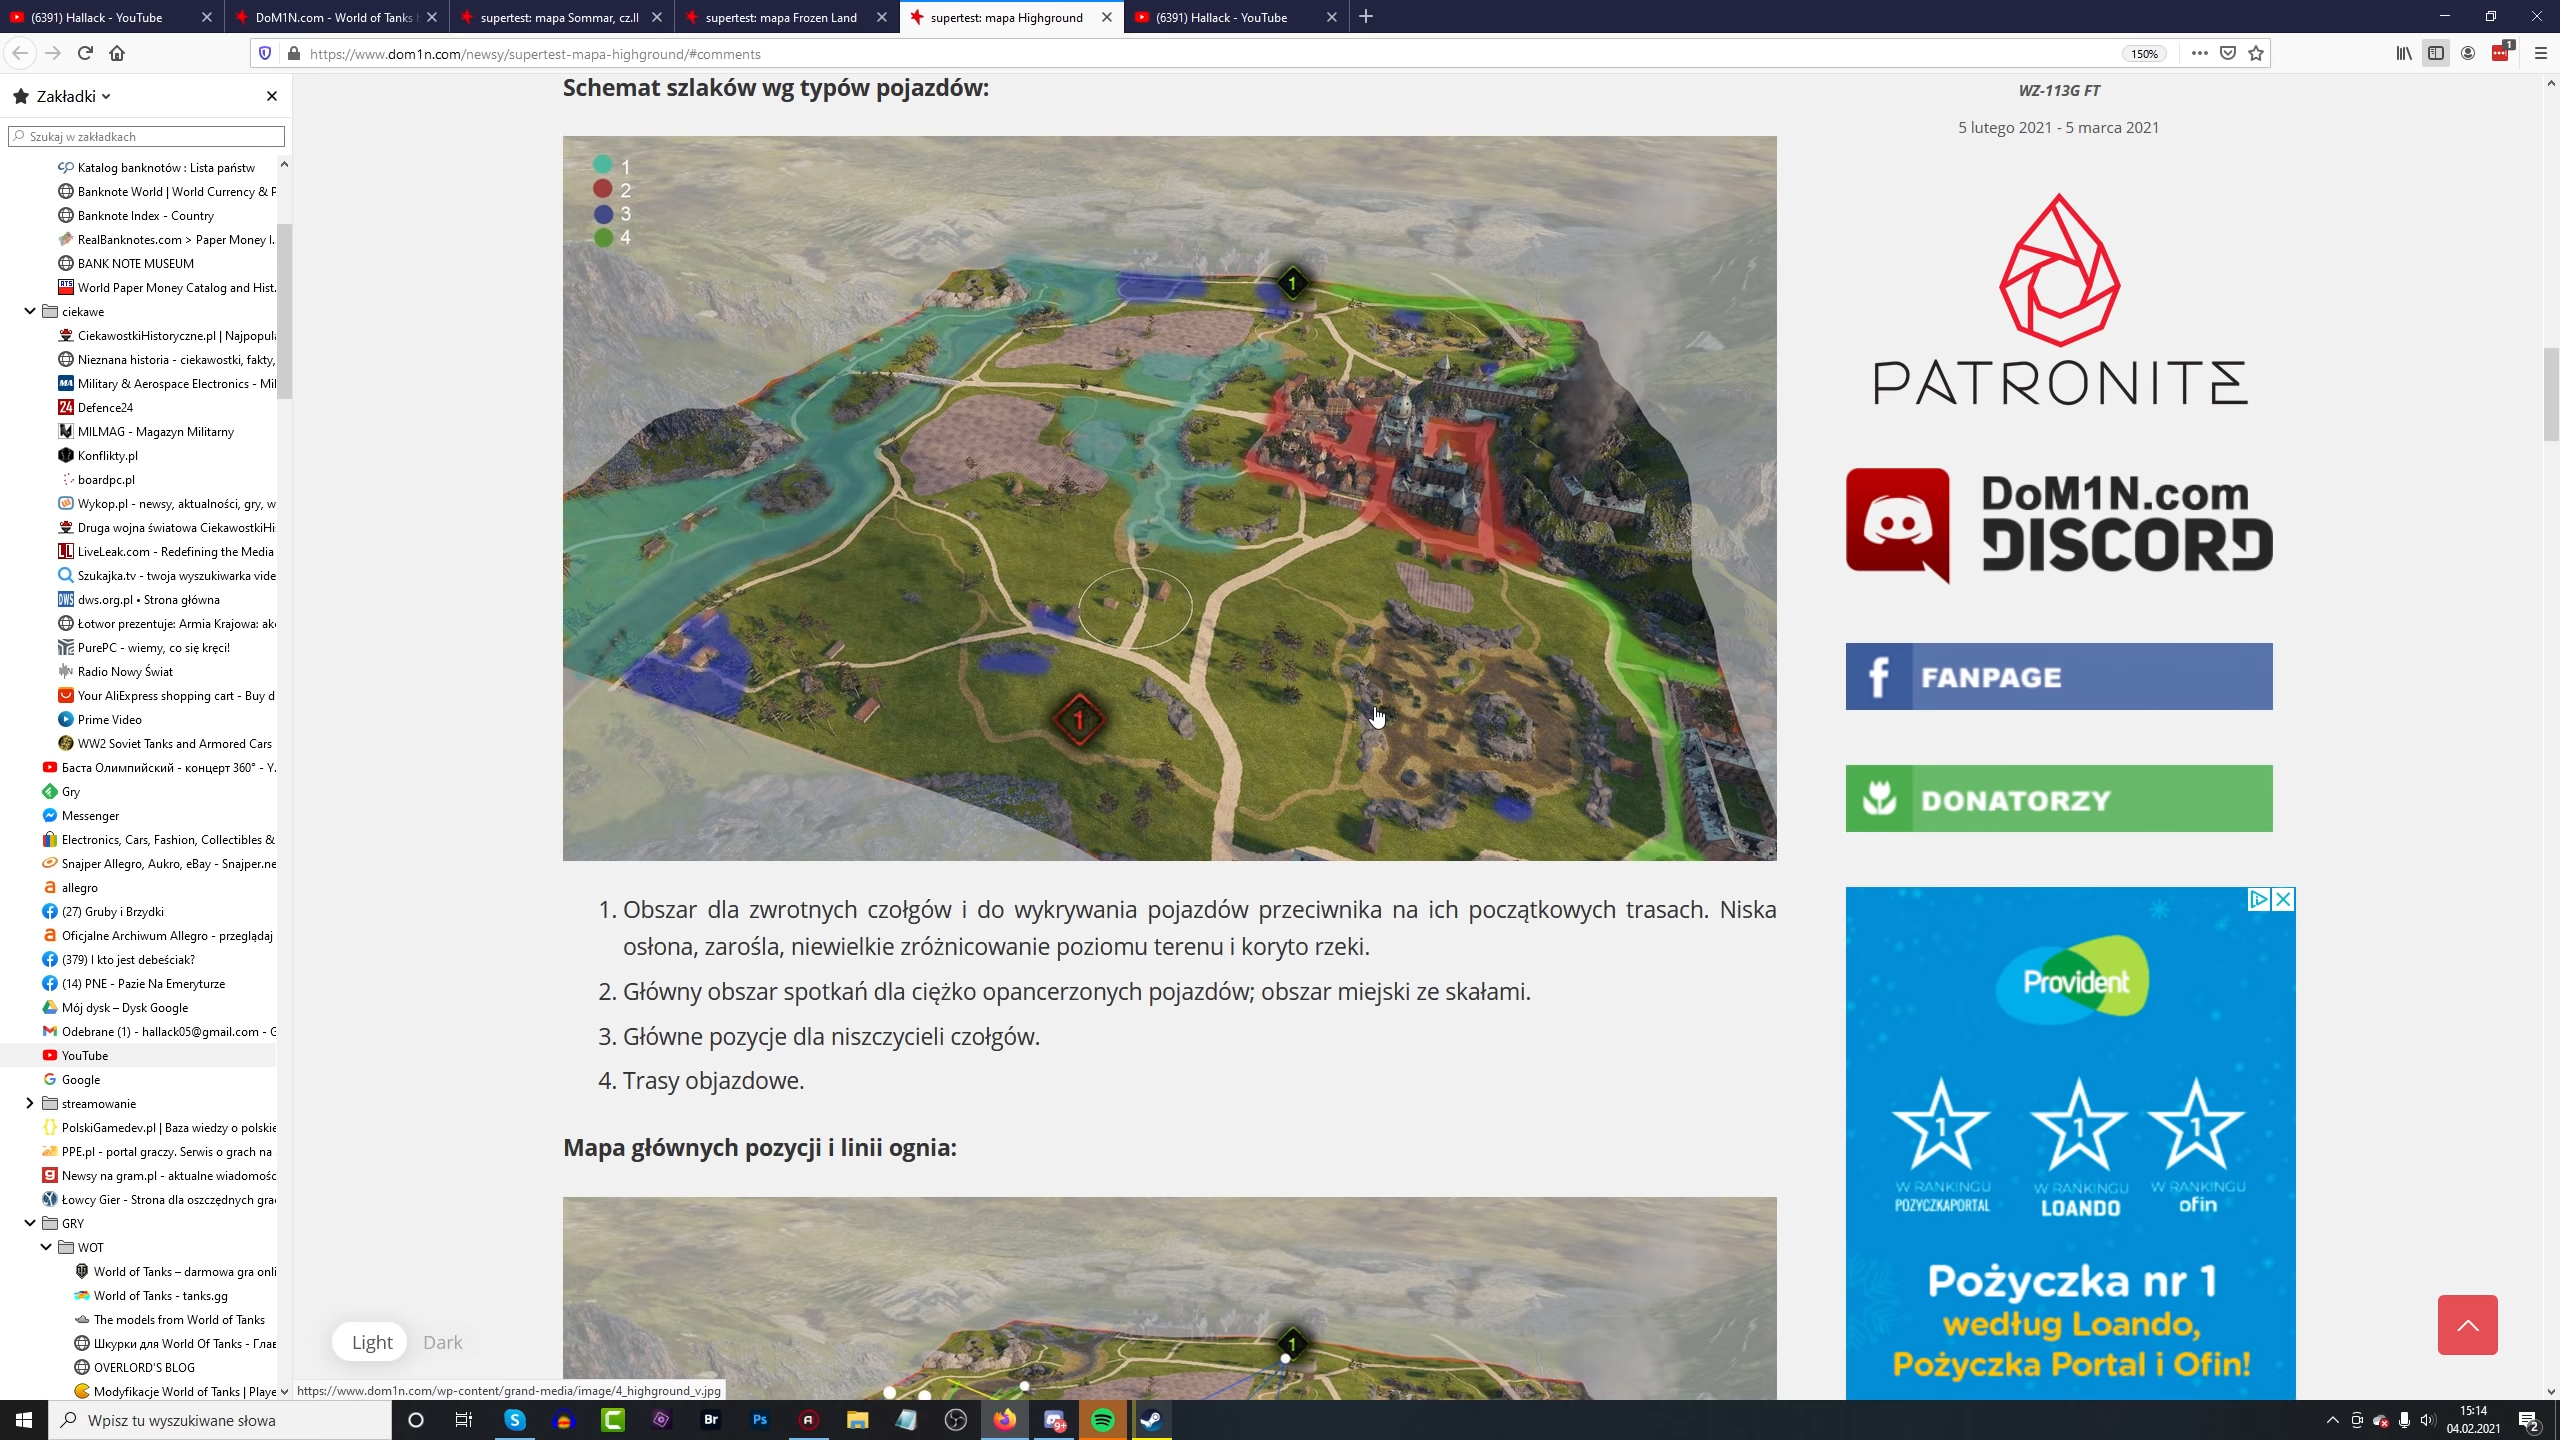 (6391) Hallack - YouTube
DoM1N.com - World of Tanks
supertest: mapa Sommar, cz.II
supertest: mapa Frozen Land
supertest: mapa Highground
(6391) Hallack - YouTube
https://www.dom1n.com/newsy/supertest-mapa-highground/#comments
150%
1
Zakładki
Szukaj w zakładkach
Katalog banknotów : Lista państw
Banknote World | World Currency & P
Banknote Index - Country
RealBanknotes.com > Paper Money I...
BANK NOTE MUSEUM
World Paper Money Catalog and Hist...
ciekawe
CiekawostkiHistoryczne.pl | Najpopula
Nieznana historia - ciekawostki, fakty,
Military & Aerospace Electronics - Mil
Defence24
MILMAG - Magazyn Militarny
Konflikty.pl
boardpc.pl
Wykop.pl - newsy, aktualności, gry, w
Druga wojna światowa CiekawostkiHi
LiveLeak.com - Redefining the Media
Szukajka.tv - twoja wyszukiwarka vide
dws.org.pl • Strona główna
Łotwor prezentuje: Armia Krajowa: ak
PurePC - wiemy, co się kręci!
Radio Nowy Świat
Your AliExpress shopping cart - Buy d
Prime Video
WW2 Soviet Tanks and Armored Cars
Баста Олимпийский - концерт 360° - Y...
Gry
Messenger
Electronics, Cars, Fashion, Collectibles &
Snajper Allegro, Aukro, eBay - Snajper.ne
allegro
(27) Gruby i Brzydki
Oficjalne Archiwum Allegro - przeglądaj
(379) I kto jest debeściak?
(14) PNE - Pazie Na Emeryturze
Mój dysk – Dysk Google
Odebrane (1) - hallack05@gmail.com - G
YouTube
Google
streamowanie
PolskiGamedev.pl | Baza wiedzy o polskie
PPE.pl - portal graczy. Serwis o grach na
Newsy na gram.pl - aktualne wiadomośc
Łowcy Gier - Strona dla oszczędnych grac
GRY
WOT
World of Tanks – darmowa gra onli
World of Tanks - tanks.gg
The models from World of Tanks
Шкурки для World Of Tanks - Глав
OVERLORD'S BLOG
Modyfikacje World of Tanks | Playe
Schemat szlaków wg typów pojazdów:
1
2
3
4
1
1
1. Obszar dla zwrotnych czołgów i do wykrywania pojazdów przeciwnika na ich początkowych trasach. Niska
osłona, zarośla, niewielkie zróżnicowanie poziomu terenu i koryto rzeki.
2. Główny obszar spotkań dla ciężko opancerzonych pojazdów; obszar miejski ze skałami.
3. Główne pozycje dla niszczycieli czołgów.
4. Trasy objazdowe.
Mapa głównych pozycji i linii ognia:
1
Light
Dark
https://www.dom1n.com/wp-content/grand-media/image/4_highground_v.jpg
WZ-113G FT
5 lutego 2021 - 5 marca 2021
PATRONITE
DoM1N.com
DISCORD
FANPAGE
DONATORZY
Provident
1
1
1
W RANKINGU
POZYCZKAPORTAL
W RANKINGU
LOANDO
W RANKINGU
ofin
Pożyczka nr 1
według Loando,
Pożyczka Portal i Ofin!
Wpisz tu wyszukiwane słowa
Br
Ps
9+
15:14
04.02.2021
2